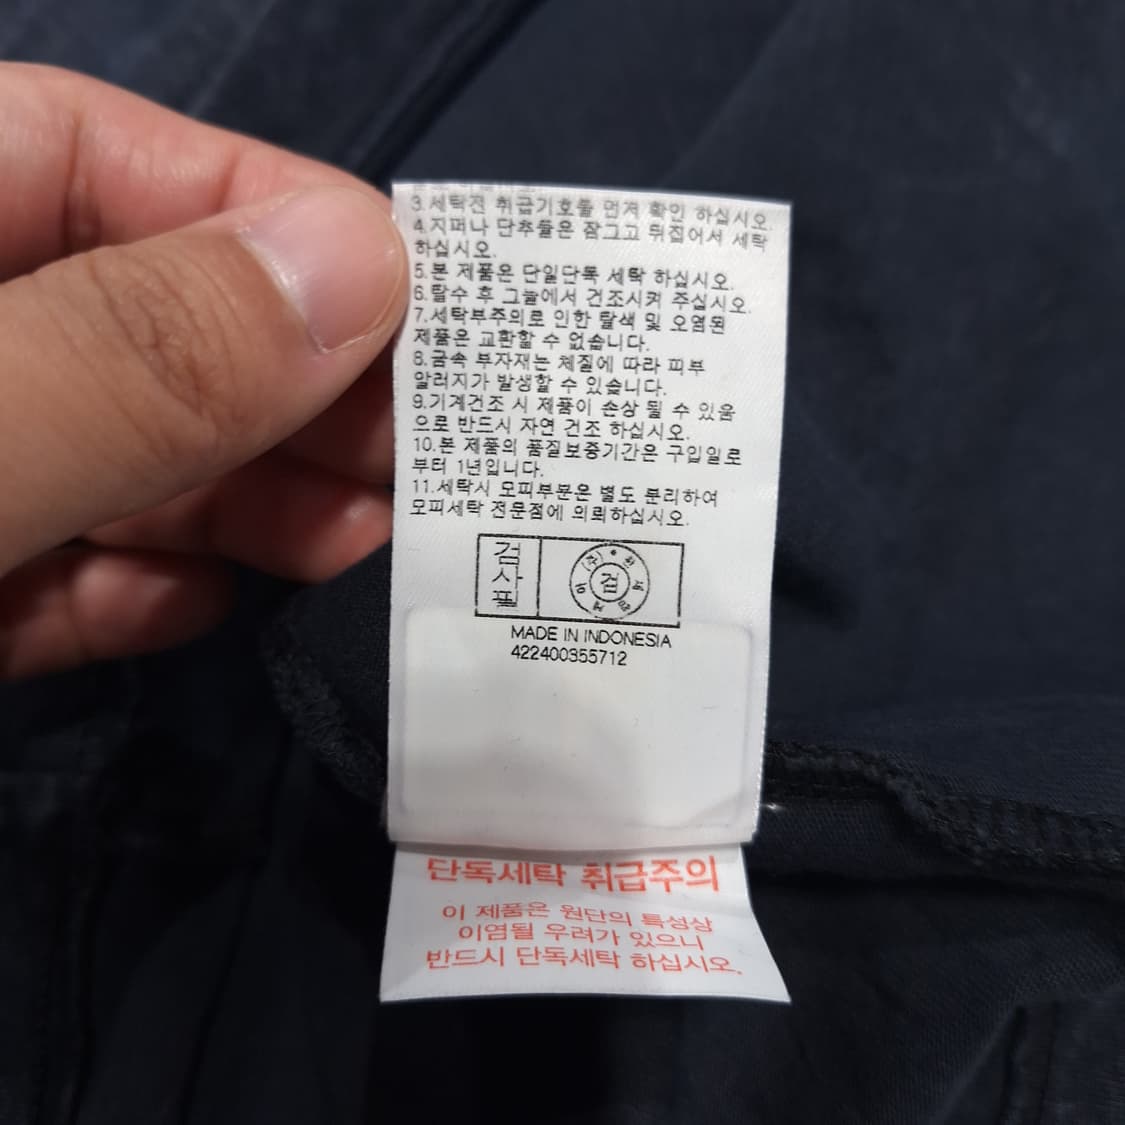 3.세탁전 취급기호를 먼저 확인 하십시오.
4.지퍼나 단추들은 잠그고 뒤집어서 세탁
하십시오.
5.본 제품은 단일단독 세탁 하십시오.
6.탈수 후 그늘에서 건조시켜 주십시오.
7.세탁부주의로 인한 탈색 및 오염된
제품은 교환할 수 없습니다.
8.금속 부자재는 체질에 따라 피부
알러지가 발생할 수 있습니다.
9.기계건조 시 제품이 손상 될 수 있음
으로 반드시 자연 건조 하십시오.
10.본 제품의 품질보증기간은 구입일로
부터 1년입니다.
11.세탁시 모피부분은 별도 분리하여
모피세탁 전문점에 의뢰하십시오.
검사필
(주)
검
MADE IN INDONESIA
422400355712
단독세탁 취급주의
이 제품은 원단의 특성상
이염될 우려가 있으니
반드시 단독세탁 하십시오.